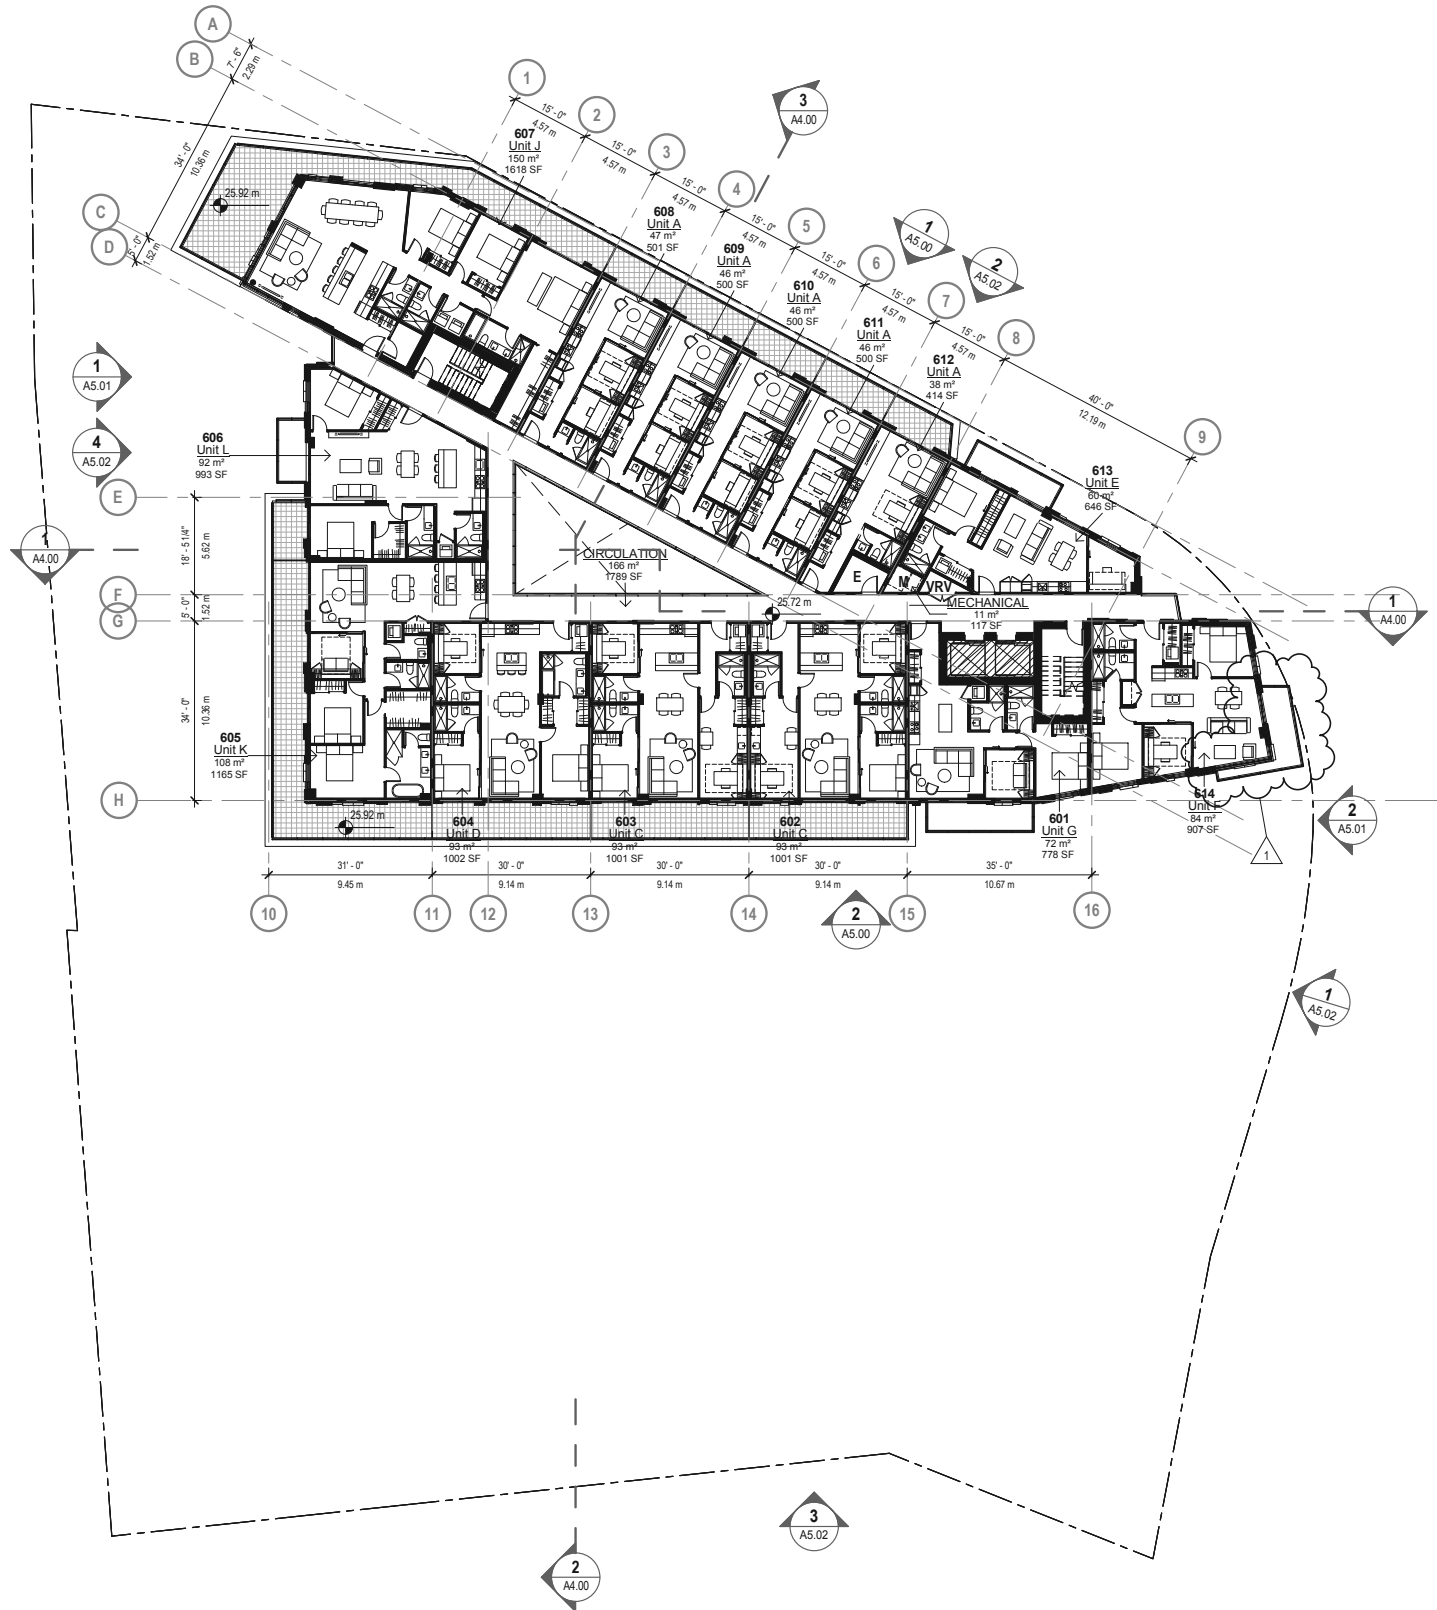 A
B
7' - 6"
2.29 m
1
15' - 0"
4.57 m
2
3
A4.00
34' - 0"
10.36 m
607
Unit J
150 m²
1618 SF
15' - 0"
4.57 m
3
15' - 0"
4.57 m
4
25.92 m
C
D
5' - 0"
1.52 m
608
Unit A
47 m²
501 SF
15' - 0"
4.57 m
5
1
A5.00
609
Unit A
46 m²
500 SF
15' - 0"
4.57 m
6
2
A5.02
610
Unit A
46 m²
500 SF
15' - 0"
4.57 m
7
611
Unit A
46 m²
500 SF
15' - 0"
4.57 m
8
612
Unit A
38 m²
414 SF
1
A5.01
40' - 0"
12.19 m
9
4
A5.02
606
Unit L
92 m²
993 SF
613
Unit E
60 m²
646 SF
E
18' - 5 1/4"
5.62 m
1
A4.00
CIRCULATION
166 m²
1789 SF
E
M
VRV
MECHANICAL
11 m²
117 SF
25.72 m
F
G
5' - 0"
1.52 m
1
A4.00
34' - 0"
10.36 m
605
Unit K
108 m²
1165 SF
H
25.92 m
604
Unit D
93 m²
1002 SF
603
Unit C
93 m²
1001 SF
602
Unit C
93 m²
1001 SF
601
Unit G
72 m²
778 SF
614
Unit F
84 m²
907 SF
2
A5.01
1
31' - 0"
9.45 m
30' - 0"
9.14 m
30' - 0"
9.14 m
30' - 0"
9.14 m
35' - 0"
10.67 m
10
11
12
13
14
15
16
2
A5.00
1
A5.02
3
A5.02
2
A4.00